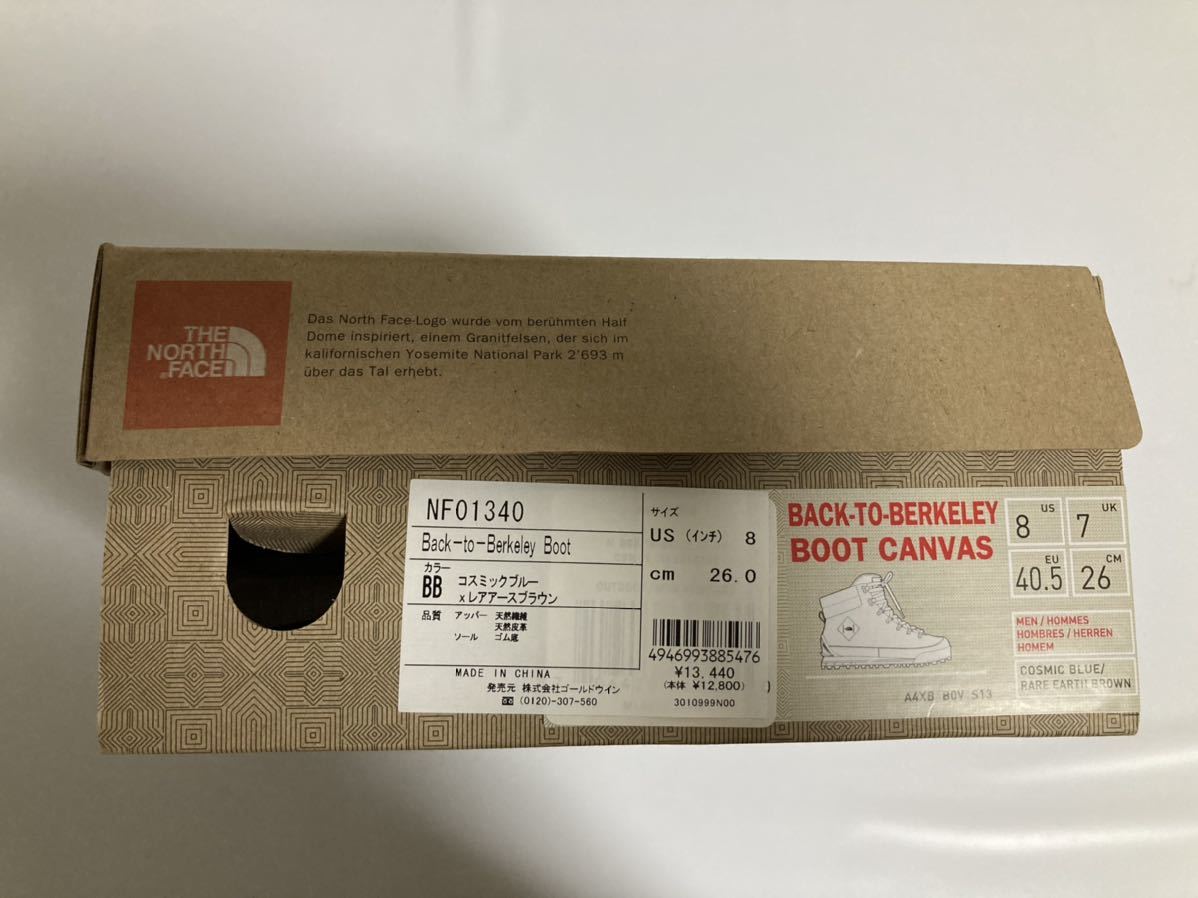 THE
NORTH
FACE
Das North Face-Logo wurde vom berühmten Half
Dome inspiriert, einem Granitfelsen, der sich im
kalifornischen Yosemite National Park 2'693 m
über das Tal erhebt.
NF01340
Back-to-Berkeley Boot
カラー
BB コスミックブルー
xレアアースブラウン
品質 アッパー 天然繊維
天然皮革
ソール ゴム底
MADE IN CHINA
発売元 株式会社ゴールドウイン
(0120)-307-560
サイズ
US (インチ) 8
cm 26.0
4946993885476
¥13,440
(本体 ¥12,800)
3010999N00
BACK-TO-BERKELEY
BOOT CANVAS
A4XB B0V S13
8 US
7 UK
EU
40.5
CM
26
MEN / HOMMES
HOMBRES / HERREN
HOMEM
COSMIC BLUE/
RARE EARTH BROWN